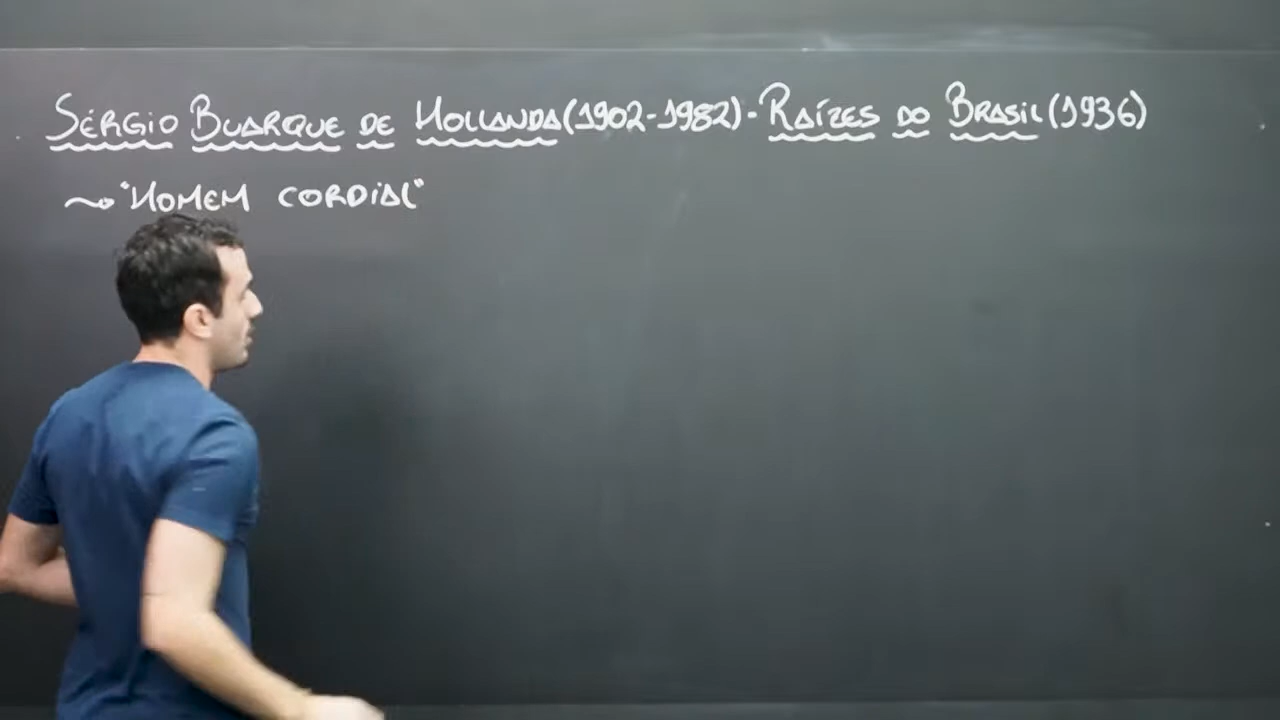 SÉRGIO BUARQUE DE HOLLANDA (1902-1982) - RAÍZES DO BRASIL (1936)
~> "HOMEM CORDIAL"